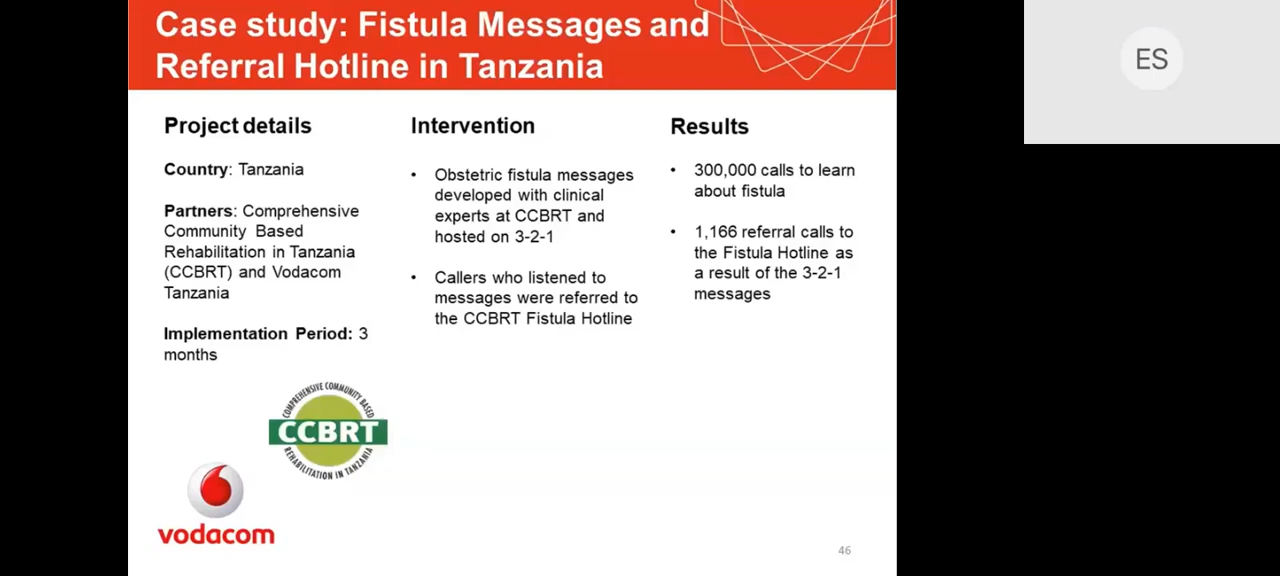 Case study: Fistula Messages and
Referral Hotline in Tanzania
Project details
Country: Tanzania
Partners: Comprehensive
Community Based
Rehabilitation in Tanzania
(CCBRT) and Vodacom
Tanzania
Implementation Period: 3
months
COMPREHENSIVE COMMUNITY BASED
CCBRT
REHABILITATION IN TANZANIA
vodacom
Intervention
• Obstetric fistula messages
developed with clinical
experts at CCBRT and
hosted on 3-2-1
• Callers who listened to
messages were referred to
the CCBRT Fistula Hotline
Results
• 300,000 calls to learn
about fistula
• 1,166 referral calls to
the Fistula Hotline as
a result of the 3-2-1
messages
46
ES